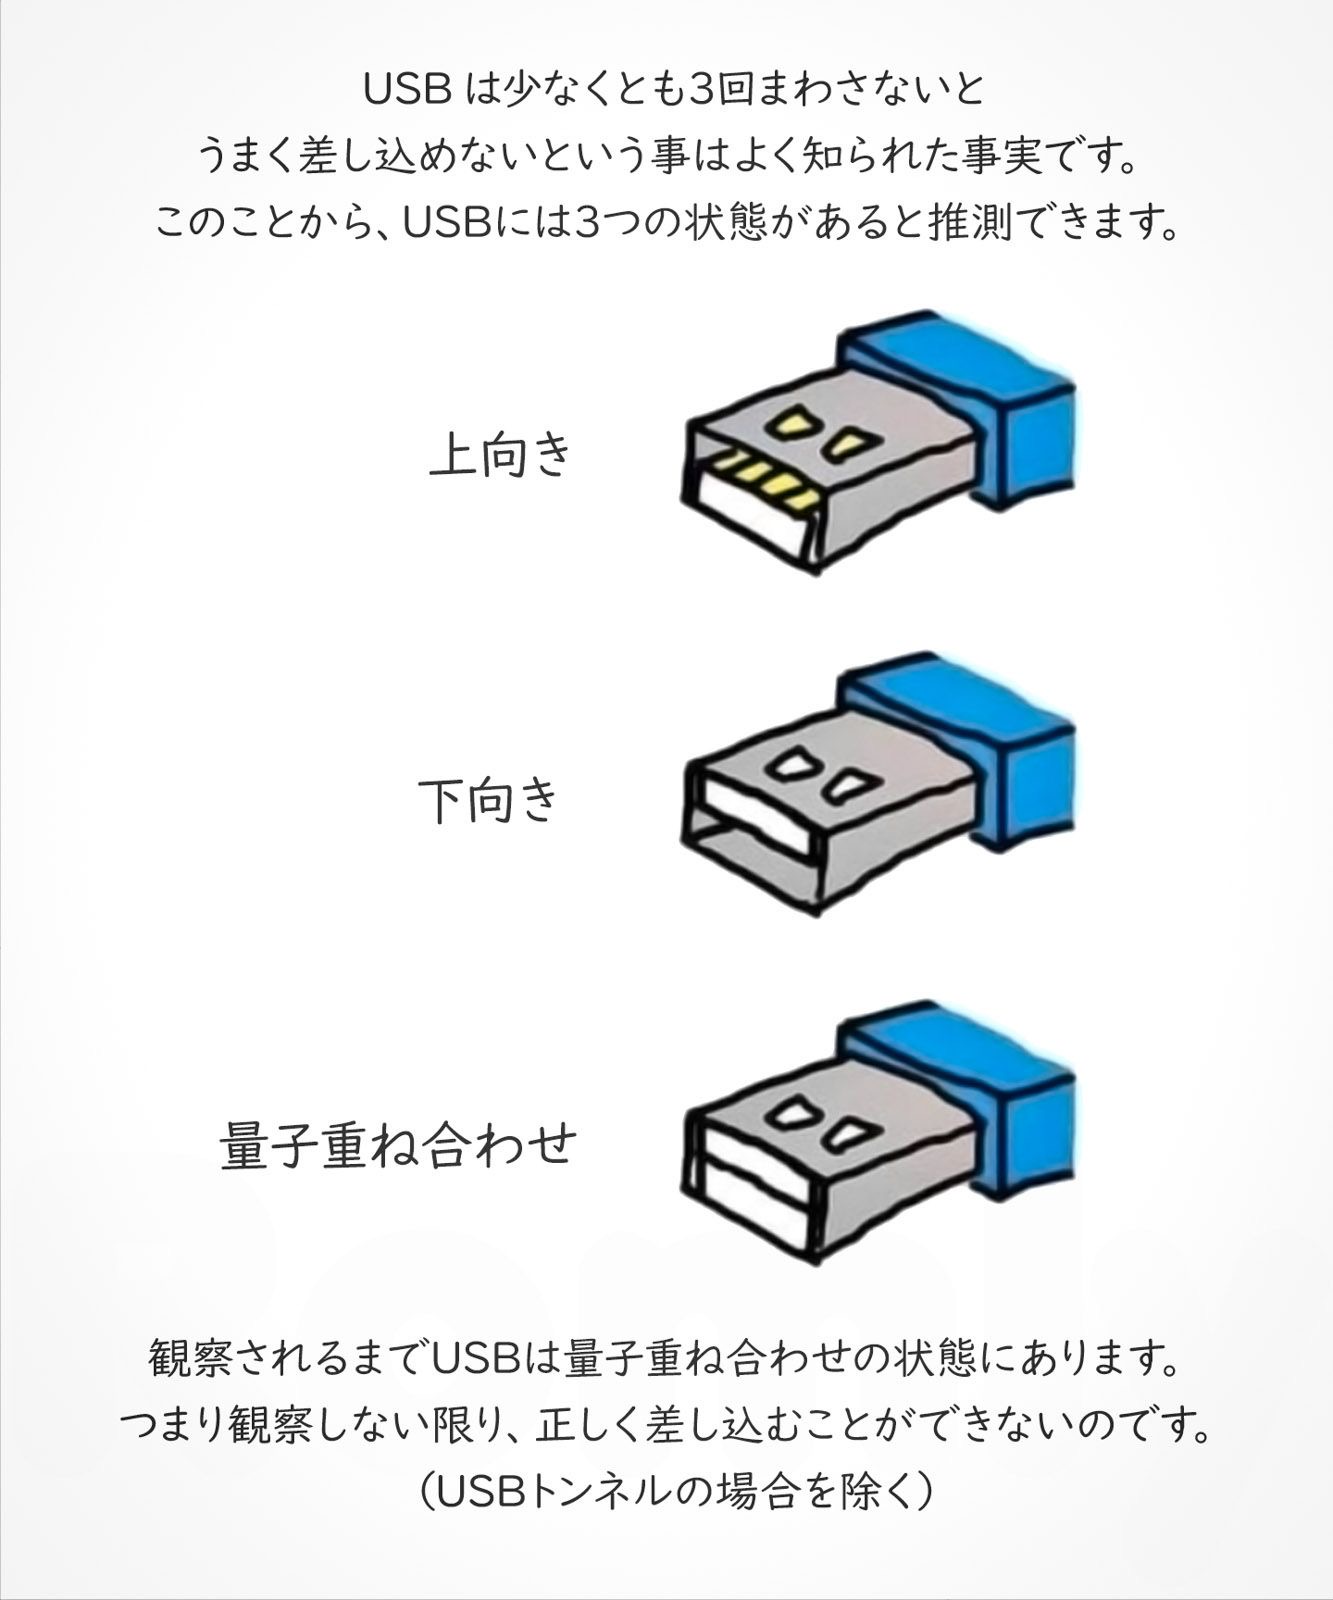 USB は少なくとも3回まわさないと
うまく差し込めないという事はよく知られた事実です。
このことから、USBには3つの状態があると推測できます。
上向き
下向き
量子重ね合わせ
観察されるまでUSBは量子重ね合わせの状態にあります。
つまり観察しない限り、正しく差し込むことができないのです。
（USBトンネルの場合を除く）